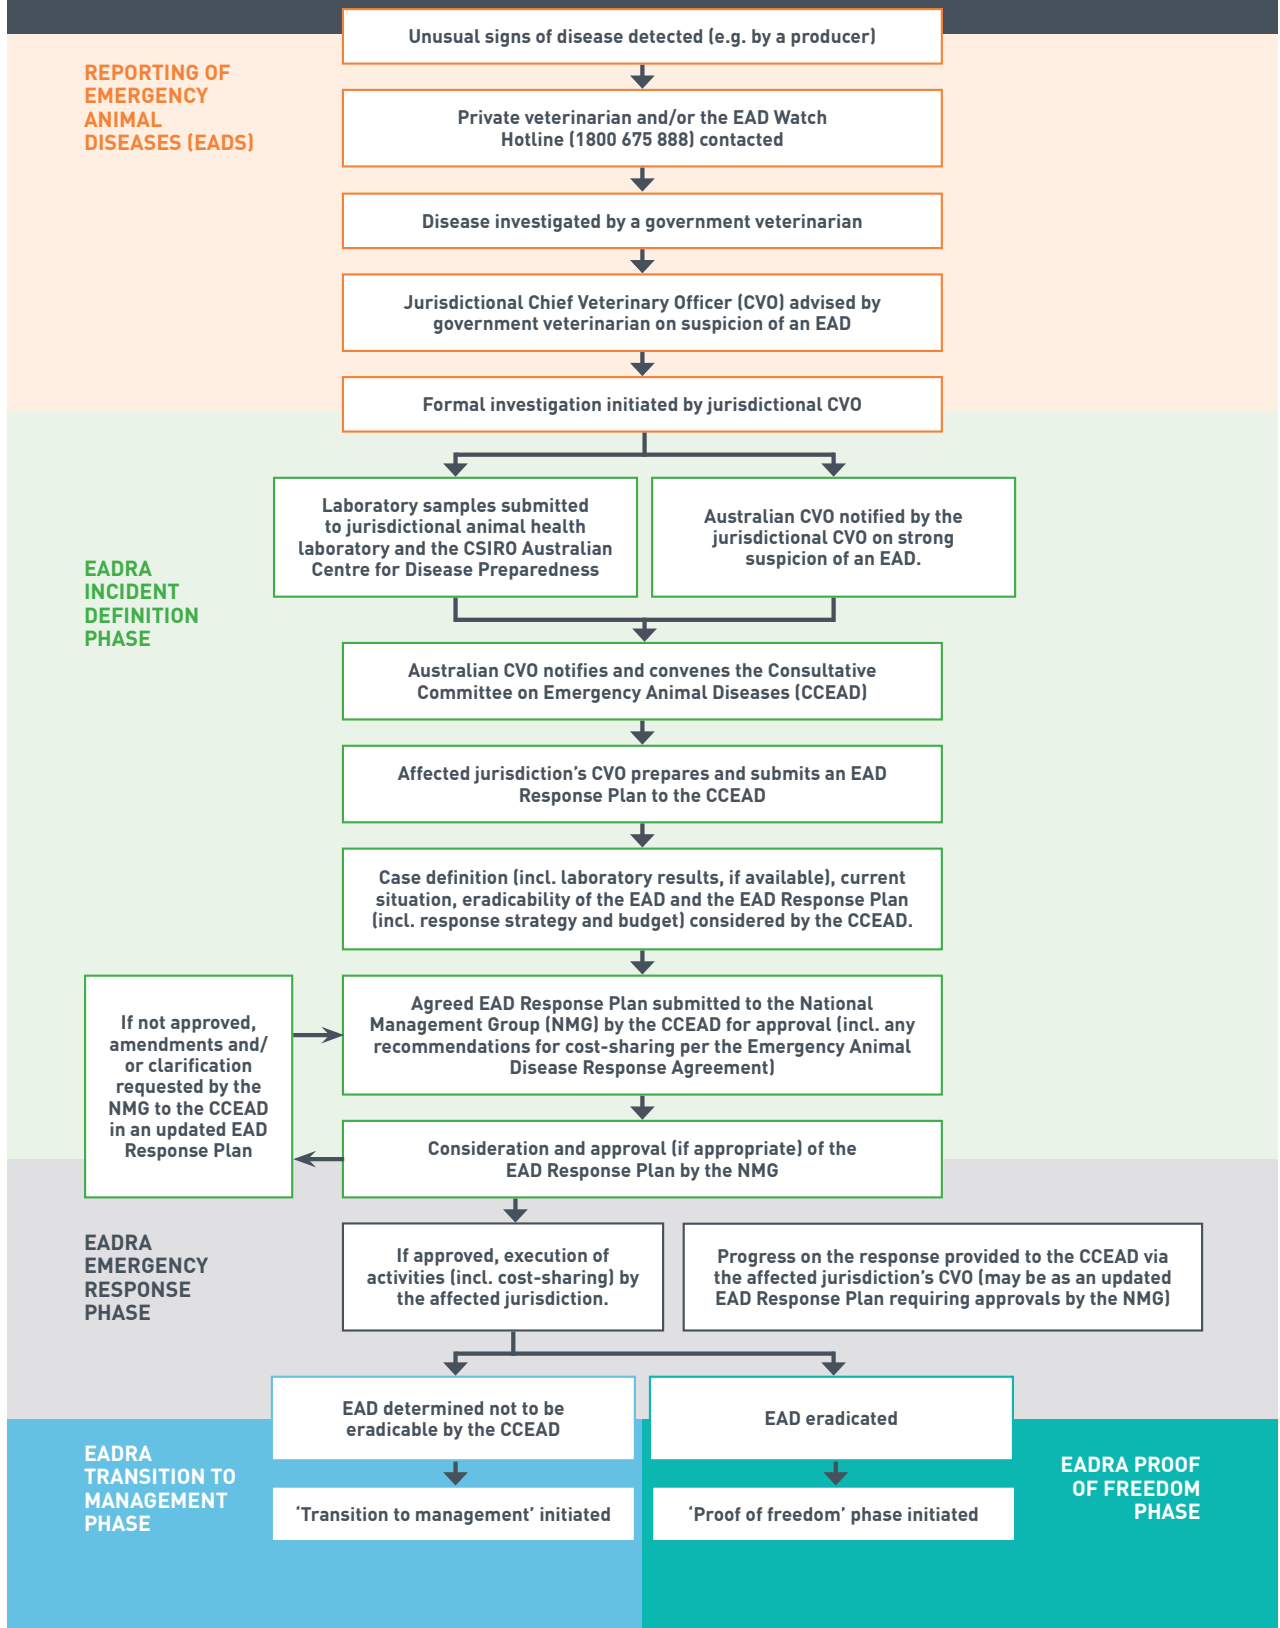 Unusual signs of disease detected (e.g. by a producer)
REPORTING OF
EMERGENCY
ANIMAL
DISEASES (EADS)
Private veterinarian and/or the EAD Watch
Hotline (1800 675 888) contacted
Disease investigated by a government veterinarian
Jurisdictional Chief Veterinary Officer (CVO) advised by
government veterinarian on suspicion of an EAD
Formal investigation initiated by jurisdictional CVO
EADRA
INCIDENT
DEFINITION
PHASE
Laboratory samples submitted
to jurisdictional animal health
laboratory and the CSIRO Australian
Centre for Disease Preparedness
Australian CVO notified by the
jurisdictional CVO on strong
suspicion of an EAD.
Australian CVO notifies and convenes the Consultative
Committee on Emergency Animal Diseases (CCEAD)
Affected jurisdiction’s CVO prepares and submits an EAD
Response Plan to the CCEAD
Case definition (incl. laboratory results, if available), current
situation, eradicability of the EAD and the EAD Response Plan
(incl. response strategy and budget) considered by the CCEAD.
Agreed EAD Response Plan submitted to the National
Management Group (NMG) by the CCEAD for approval (incl. any
recommendations for cost-sharing per the Emergency Animal
Disease Response Agreement)
If not approved,
amendments and/
or clarification
requested by the
NMG to the CCEAD
in an updated EAD
Response Plan
Consideration and approval (if appropriate) of the
EAD Response Plan by the NMG
EADRA
EMERGENCY
RESPONSE
PHASE
If approved, execution of
activities (incl. cost-sharing) by
the affected jurisdiction.
Progress on the response provided to the CCEAD via
the affected jurisdiction’s CVO (may be as an updated
EAD Response Plan requiring approvals by the NMG)
EAD determined not to be
eradicable by the CCEAD
EAD eradicated
EADRA
TRANSITION TO
MANAGEMENT
PHASE
‘Transition to management’ initiated
‘Proof of freedom’ phase initiated
EADRA PROOF
OF FREEDOM
PHASE